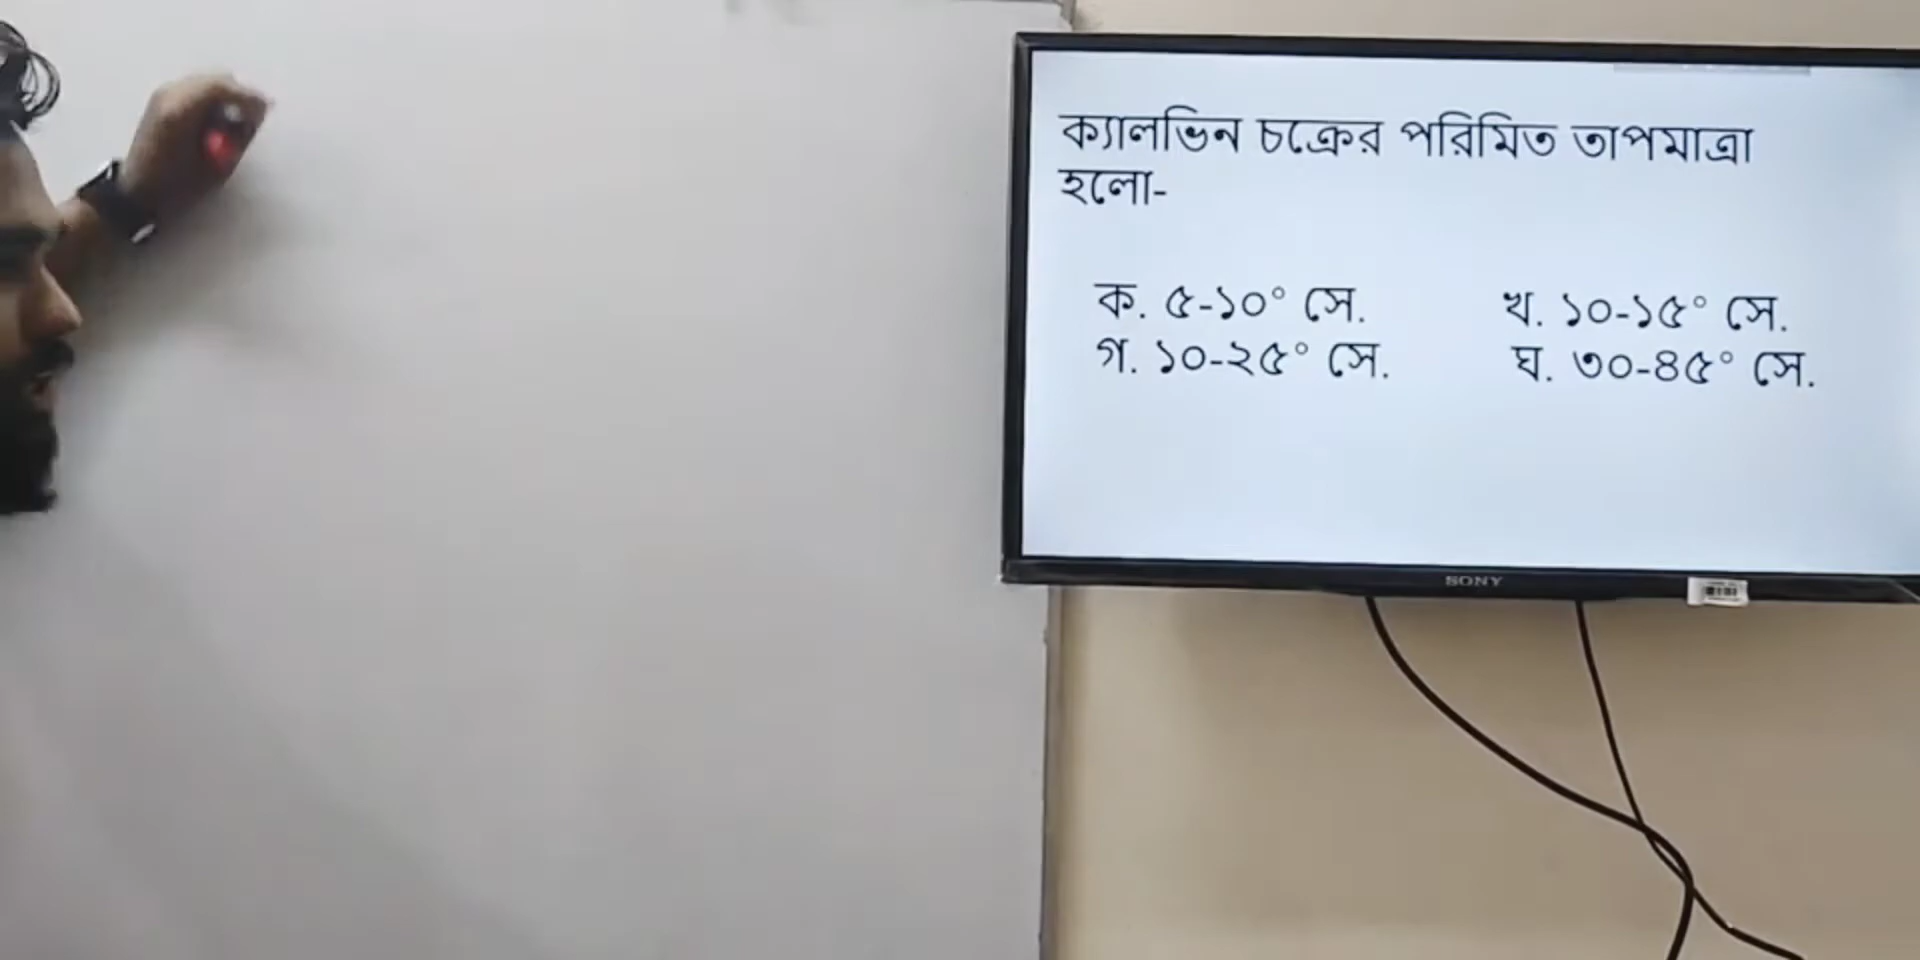 ক্যালভিন চক্রের পরিমিত তাপমাত্রা
হলো-
ক. ৫-১০° সে. খ. ১০-১৫° সে.
গ. ১০-২৫° সে. ঘ. ৩০-৪৫° সে.
SONY